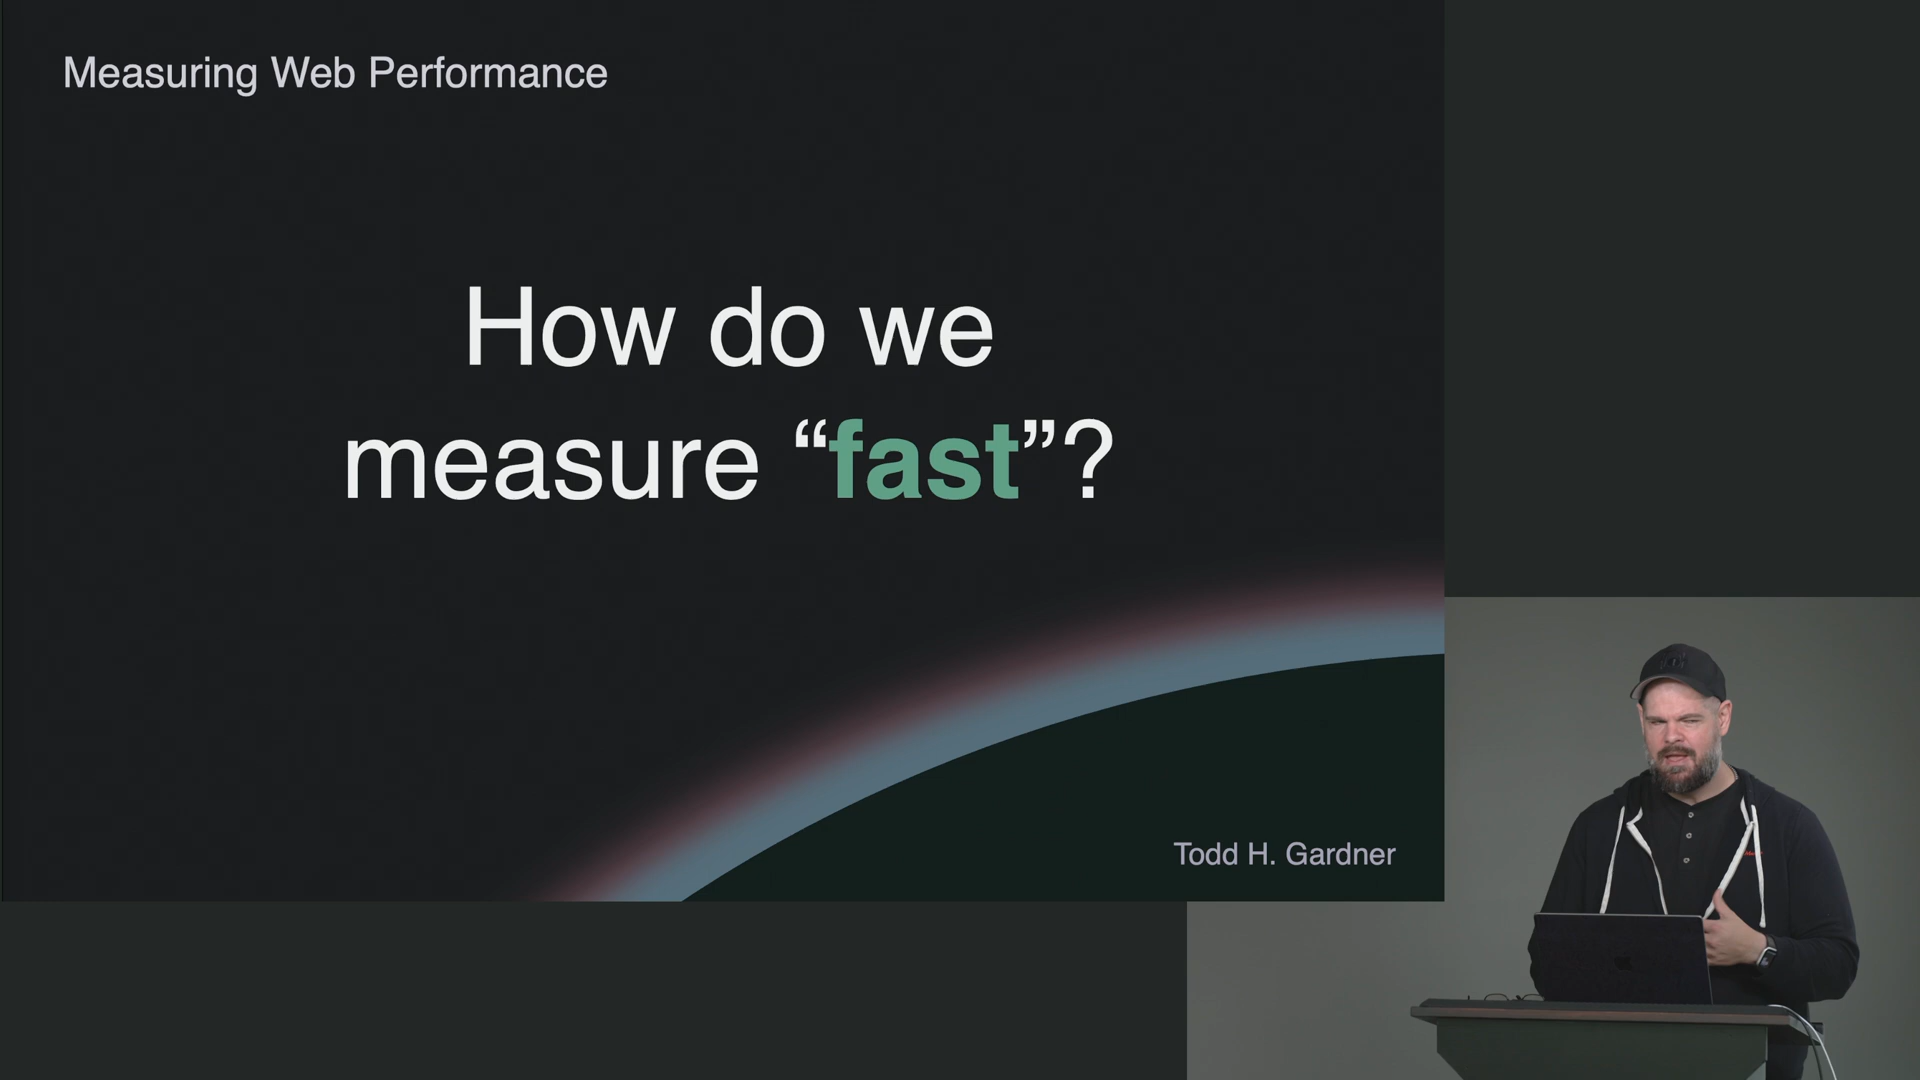 Measuring Web Performance
How do we
measure “fast”?
Todd H. Gardner